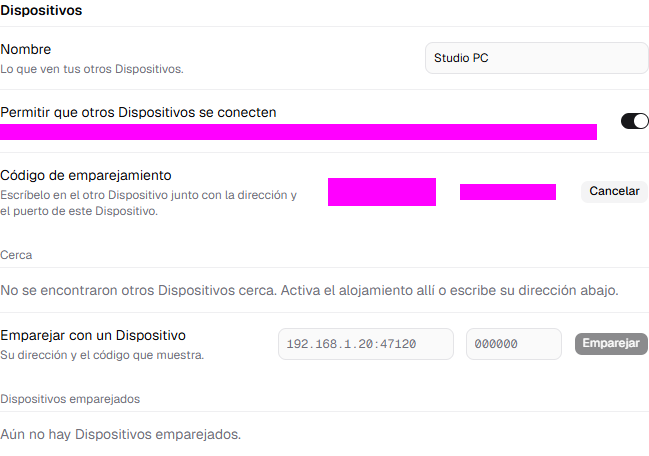 Dispositivos
Nombre
Lo que ven tus otros Dispositivos.
Studio PC
Permitir que otros Dispositivos se conecten
Código de emparejamiento
Escríbelo en el otro Dispositivo junto con la dirección y
el puerto de este Dispositivo.
Cancelar
Cerca
No se encontraron otros Dispositivos cerca. Activa el alojamiento allí o escribe su dirección abajo.
Emparejar con un Dispositivo
Su dirección y el código que muestra.
192.168.1.20:47120
000000
Emparejar
Dispositivos emparejados
Aún no hay Dispositivos emparejados.